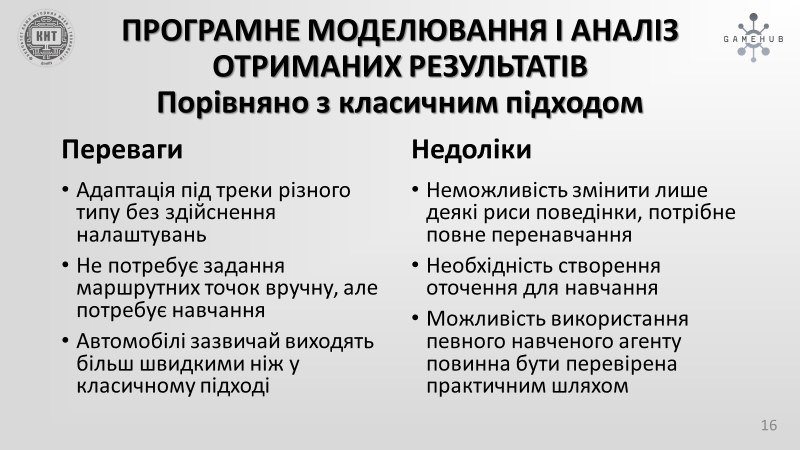 КНТ
GAMEHUB
ПРОГРАМНЕ МОДЕЛЮВАННЯ І АНАЛІЗ
ОТРИМАНИХ РЕЗУЛЬТАТІВ
Порівняно з класичним підходом
Переваги
• Адаптація під треки різного
типу без здійснення
налаштувань
• Не потребує задання
маршрутних точок вручну, але
потребує навчання
• Автомобілі зазвичай виходять
більш швидкими ніж у
класичному підході
Недоліки
• Неможливість змінити лише
деякі риси поведінки, потрібне
повне перенавчання
• Необхідність створення
оточення для навчання
• Можливість використання
певного навченого агенту
повинна бути перевірена
практичним шляхом
16